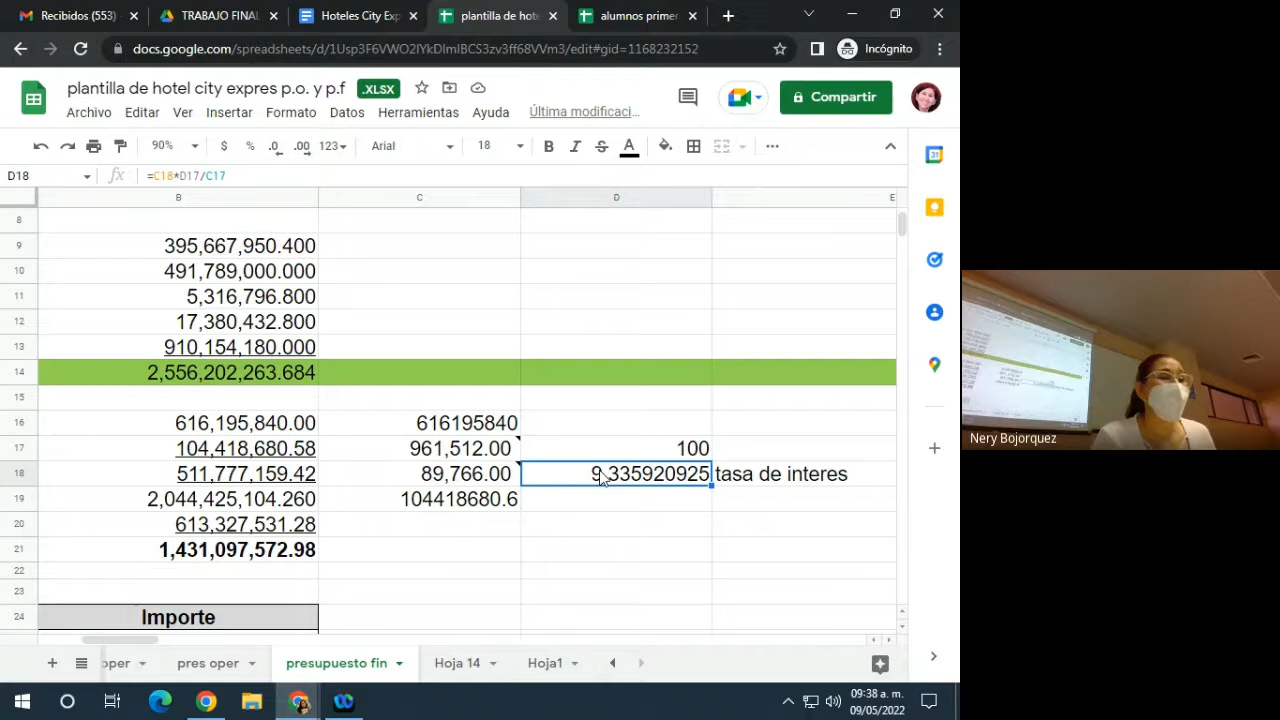 Recibidos (553)
TRABAJO FINAL
Hoteles City Exp
plantilla de hote
alumnos primer
docs.google.com/spreadsheets/d/1Usp3F6VWO2lYkDlmlBCS3zv3ff68VVm3/edit#gid=1168232152
Incógnito
plantilla de hotel city expres p.o. y p.f .XLSX
Compartir
Archivo Editar Ver Insertar Formato Datos Herramientas Ayuda Última modificaci...
90% $ % .0 .00 123 Arial 18 B I S A
D18 fx =C18*D17/C17
B C D E
8
9 395,667,950.400
10 491,789,000.000
11 5,316,796.800
12 17,380,432.800
13 910,154,180.000
14 2,556,202,263.684
15
16 616,195,840.00 616195840
17 104,418,680.58 961,512.00 100
18 511,777,159.42 89,766.00 9.335920925 tasa de interes
19 2,044,425,104.260 104418680.6
20 613,327,531.28
21 1,431,097,572.98
22
23
24 Importe
oper pres oper presupuesto fin Hoja 14 Hoja1
09:38 a. m.
09/05/2022
Nery Bojorquez